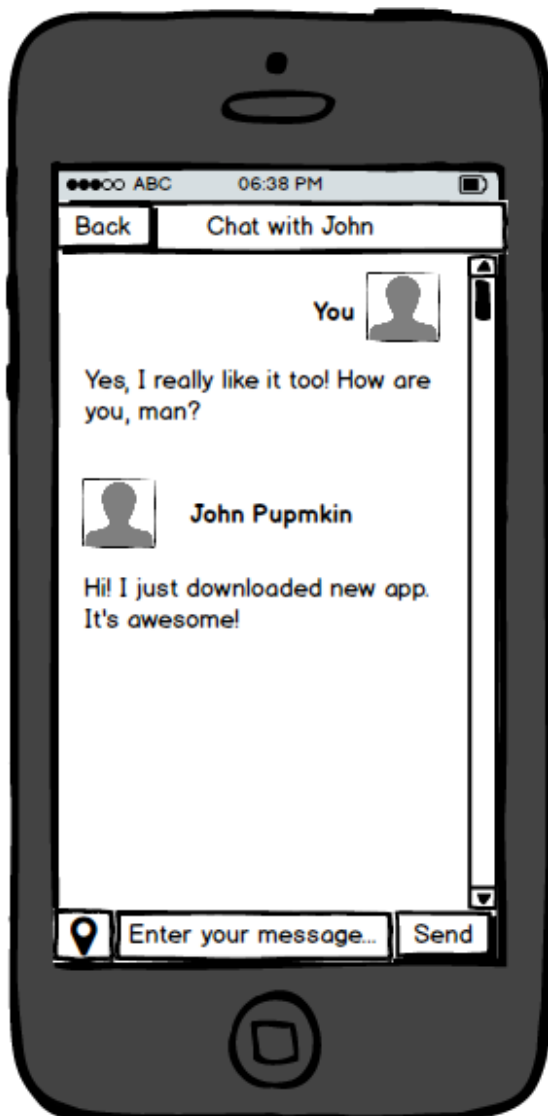 ABC 06:38 PM
Back Chat with John
You
Yes, I really like it too! How are
you, man?
John Pupmkin
Hi! I just downloaded new app.
It's awesome!
Enter your message... Send